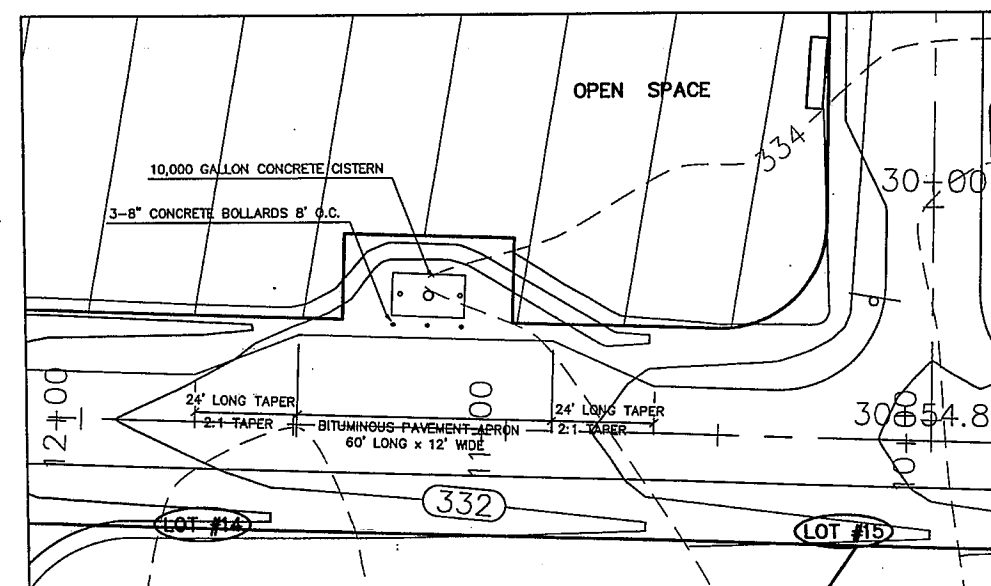 OPEN SPACE
334
10,000 GALLON CONCRETE CISTERN
30+00
3-8" CONCRETE BOLLARDS 8' O.C.
12+00
24' LONG TAPER
2:1 TAPER
BITUMINOUS PAVEMENT APRON
60' LONG x 12' WIDE
11+00
24' LONG TAPER
2:1 TAPER
10+00
30+54.8
332
LOT #14
LOT #15